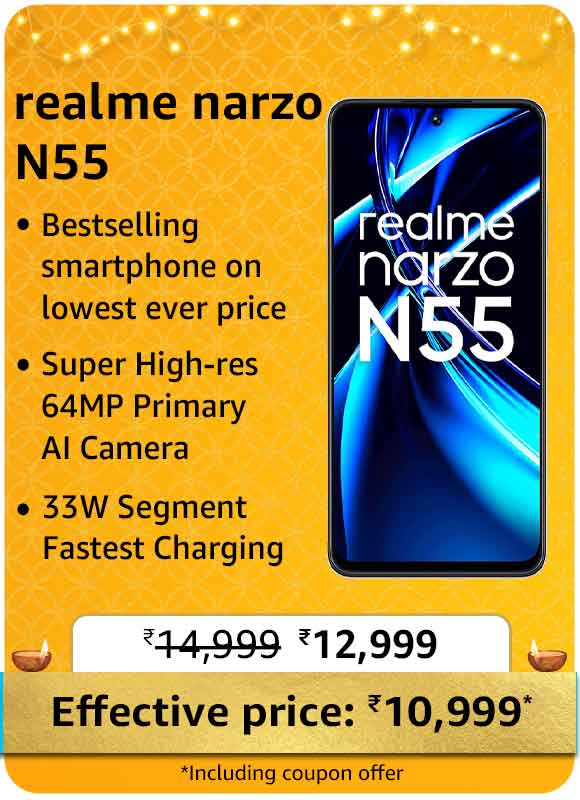 realme narzo
N55
• Bestselling
smartphone on
lowest ever price
• Super High-res
64MP Primary
AI Camera
• 33W Segment
Fastest Charging
realme
narzo
N55
₹14,999 ₹12,999
Effective price: ₹10,999*
*Including coupon offer